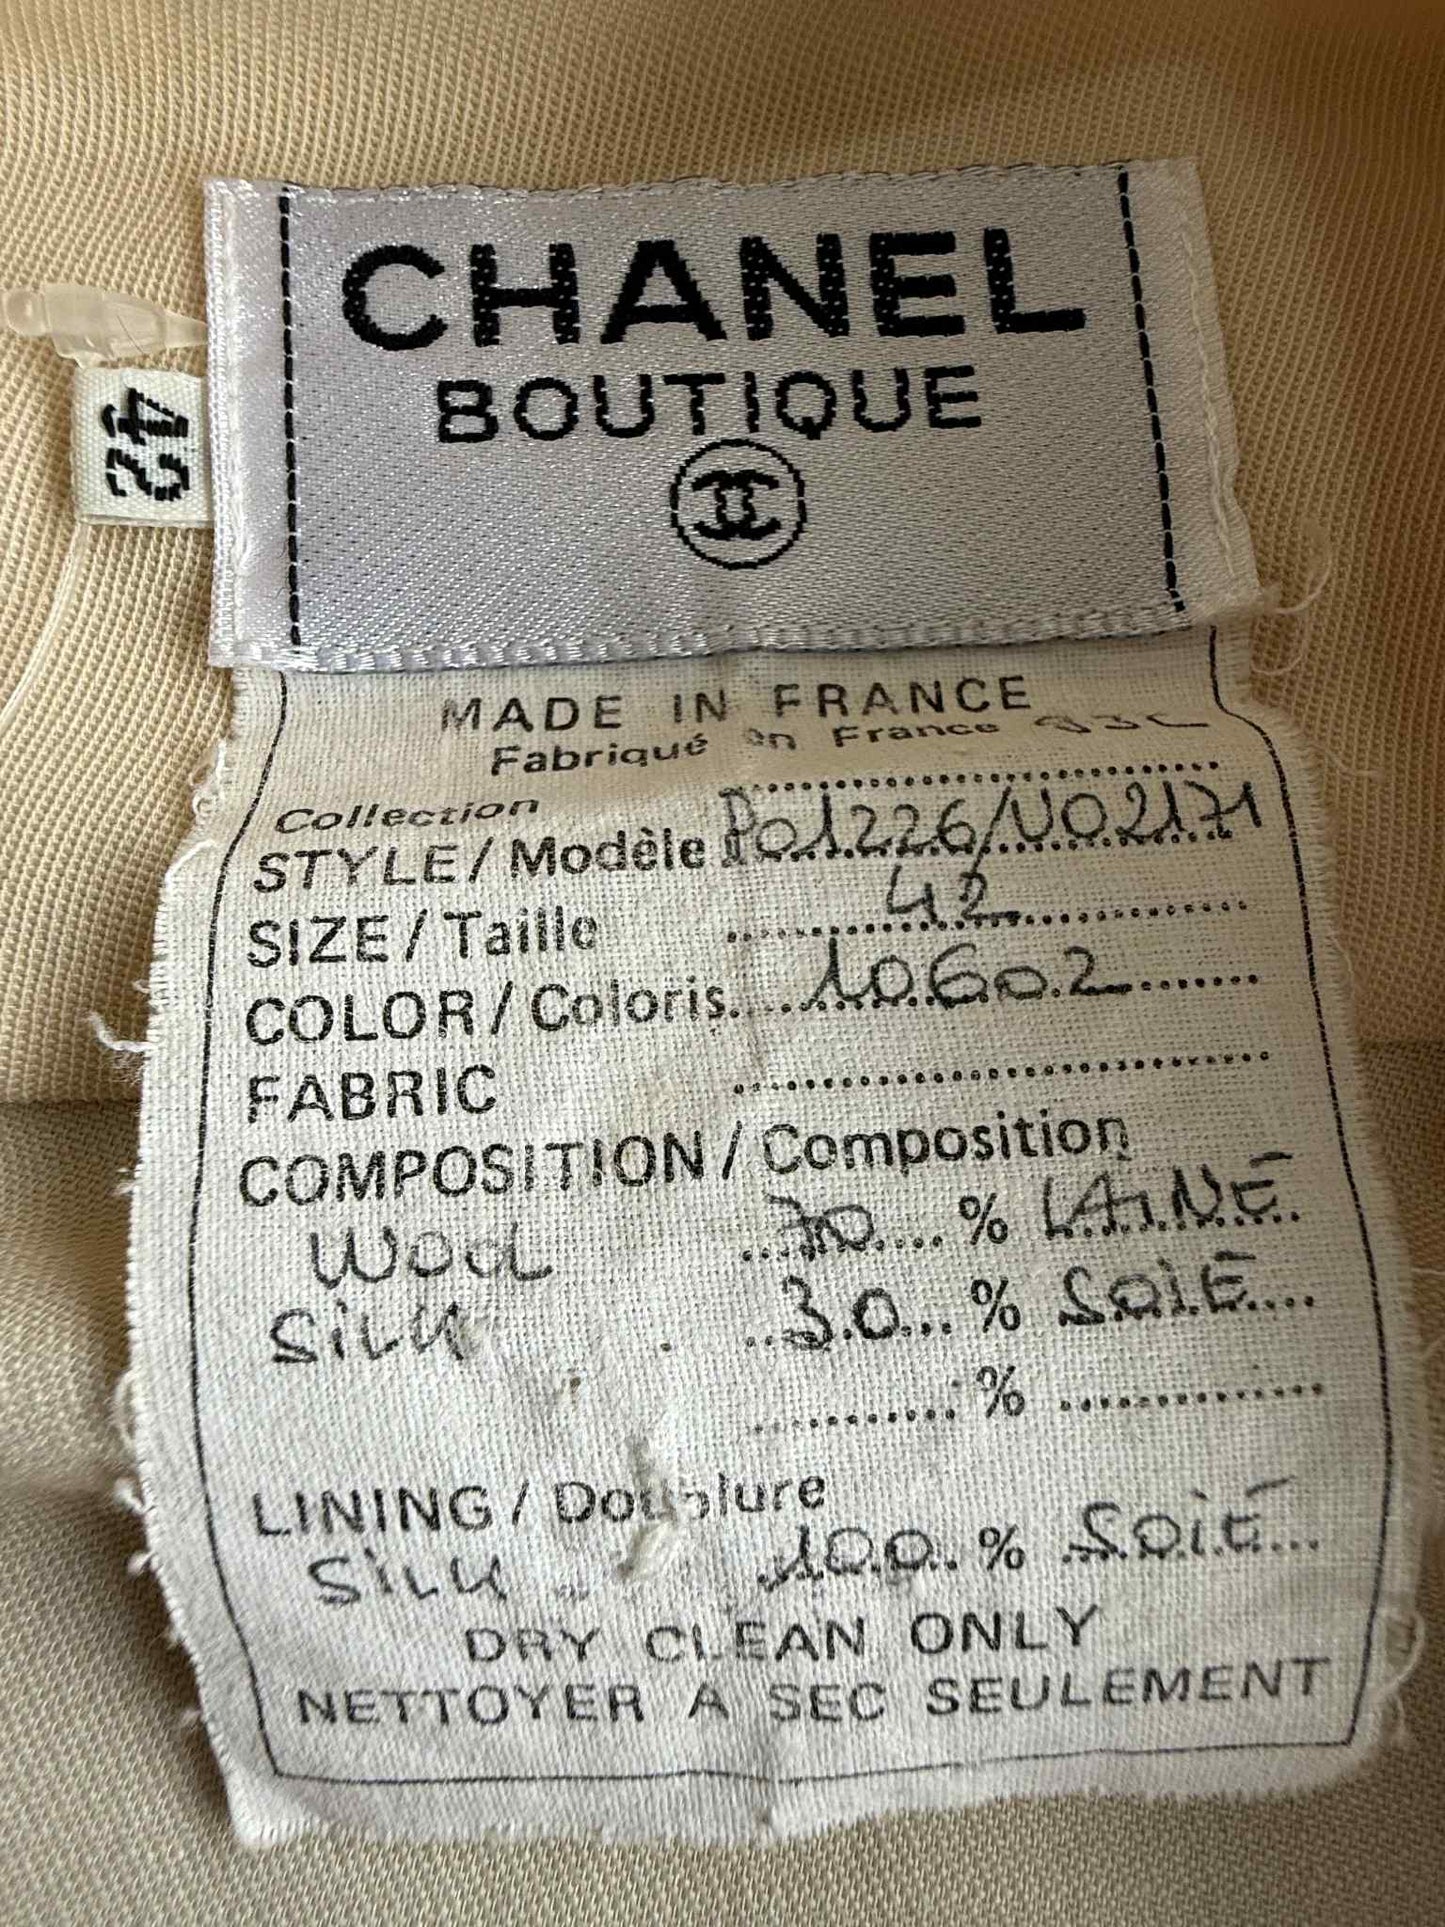 CHANEL
BOUTIQUE
42
MADE IN FRANCE
Fabriqué en France
Collection
STYLE / Modèle P01226/V02171
SIZE / Taille 42
COLOR / Coloris 10602
FABRIC
COMPOSITION / Composition
Wool 70 % LAINE
SILK 30 % SOIE
%
LINING / Doublure
SILK 100 % SOIE
DRY CLEAN ONLY
NETTOYER A SEC SEULEMENT